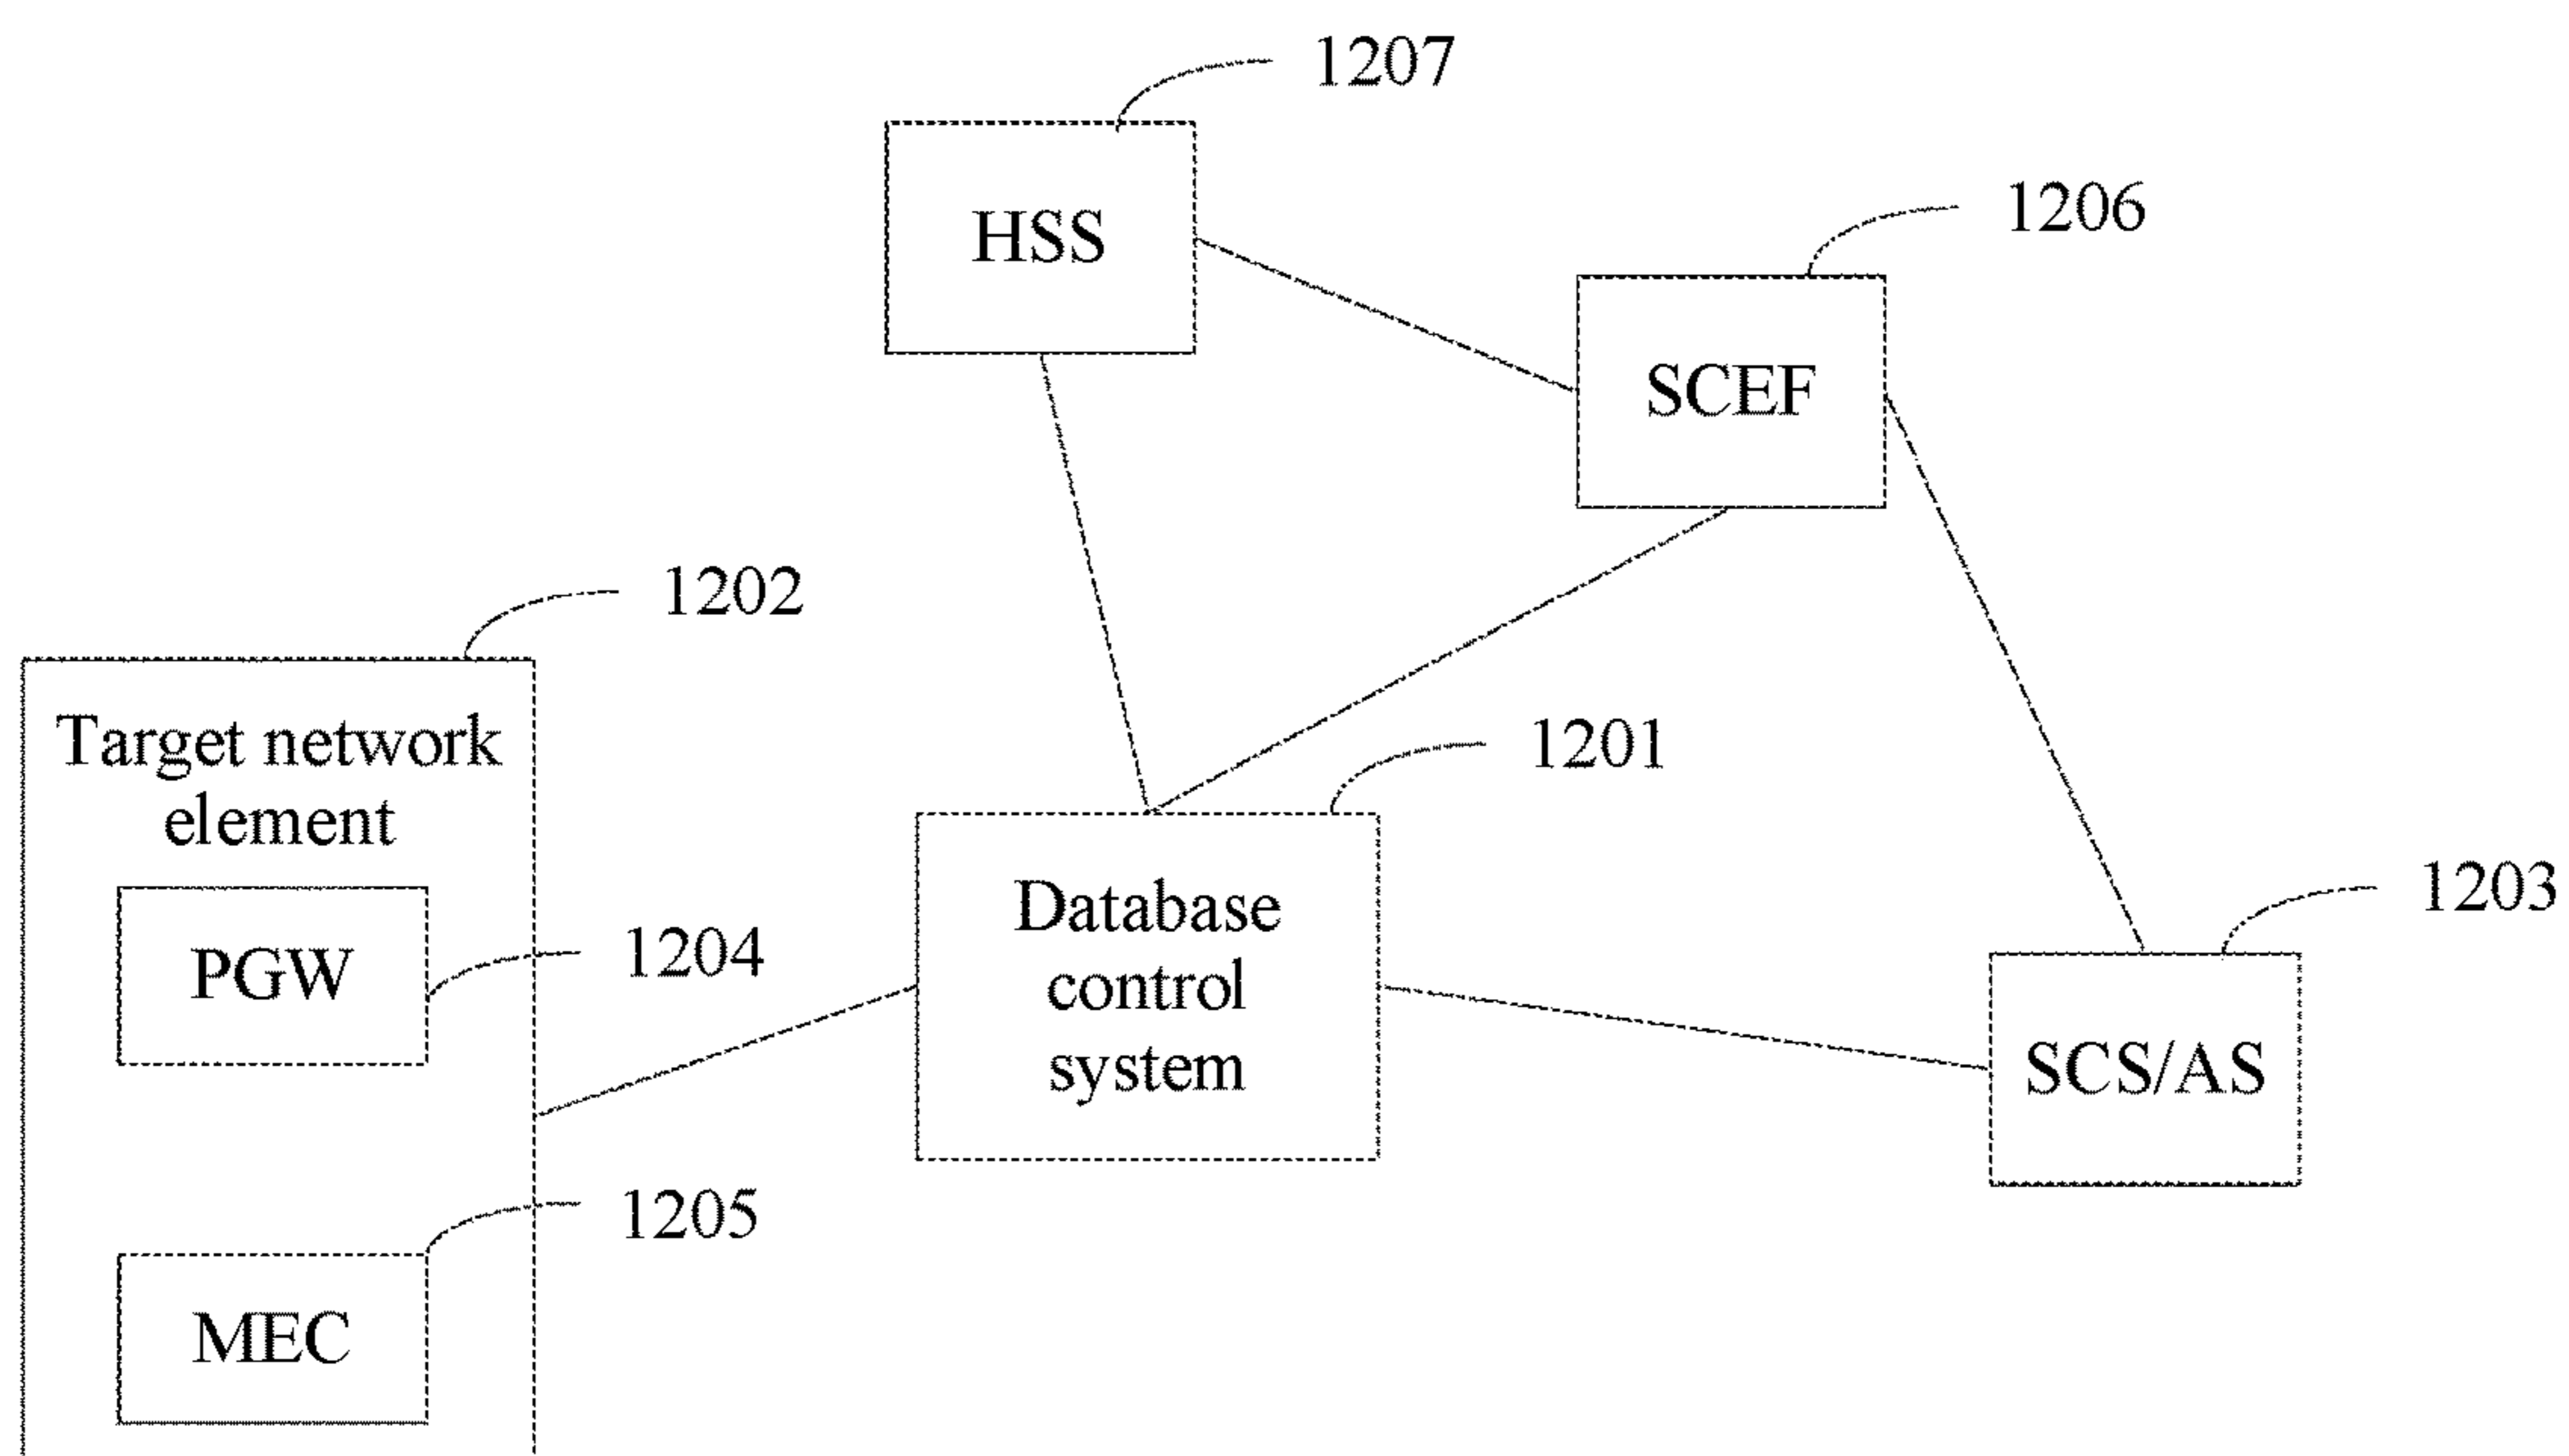 1207
HSS
1206
SCEF
1202
Target network
element
1201
Database
control
system
1203
PGW
1204
SCS/AS
1205
MEC